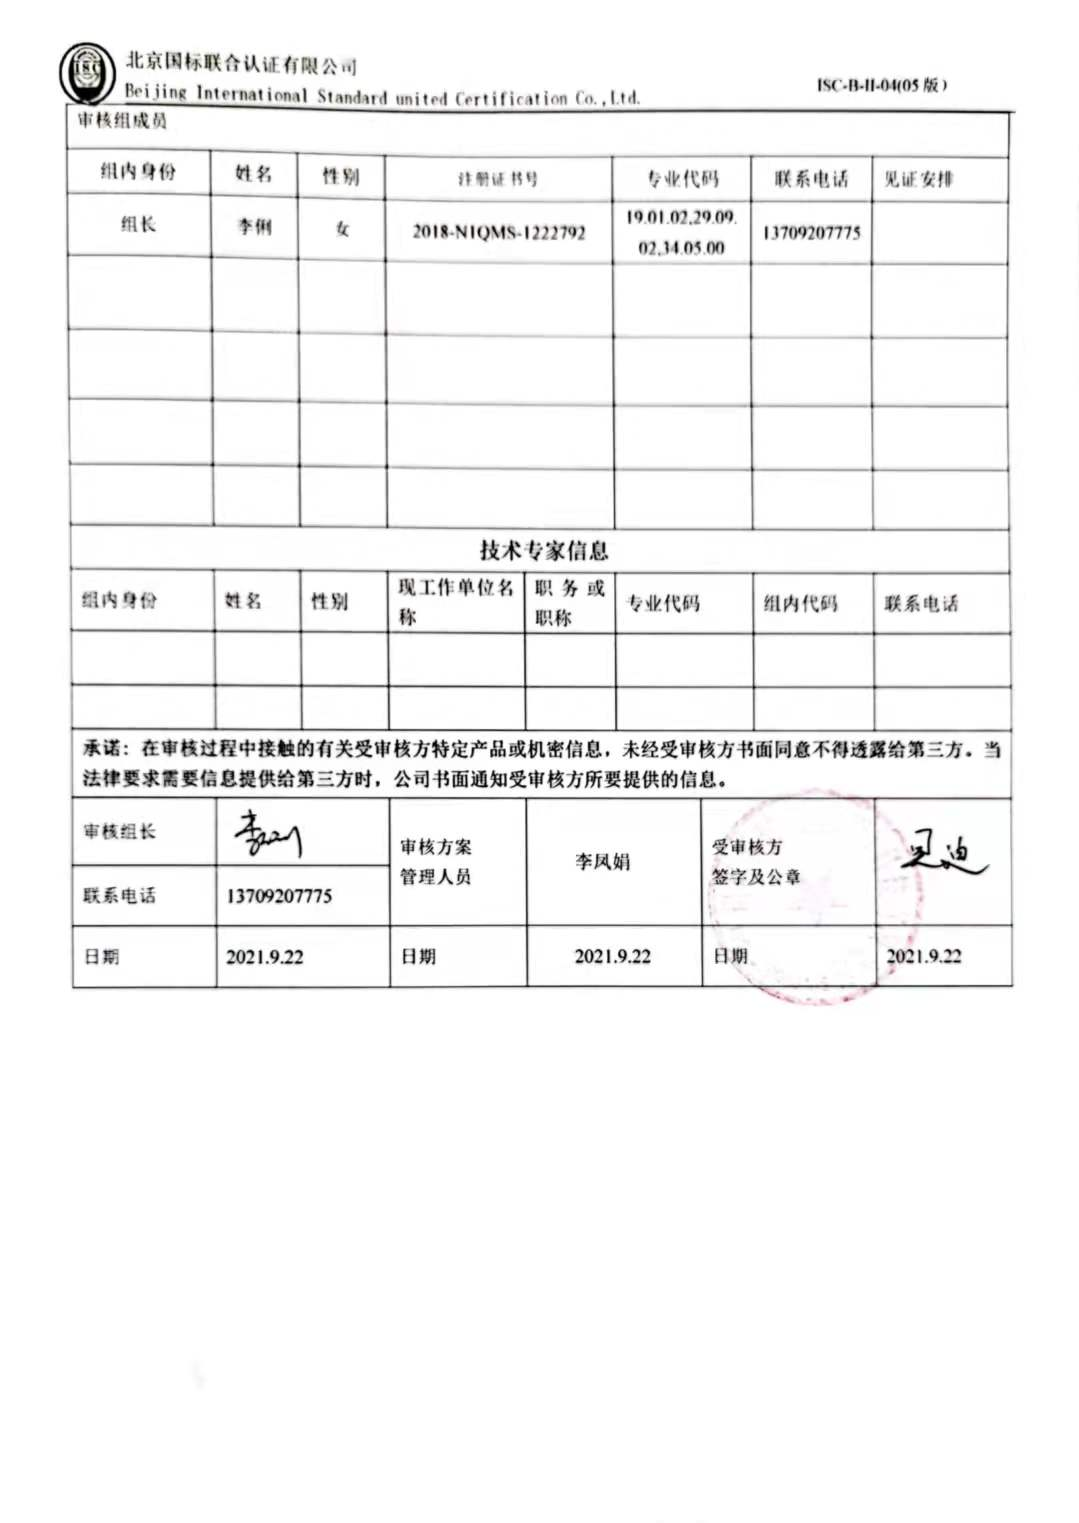 ISC
北京国标联合认证有限公司
Beijing International Standard united Certification Co.,Ltd.
ISC-B-II-04(05版)
审核组成员
组内身份 姓名 性别 注册证书号 专业代码 联系电话 见证安排
组长 李俐 女 2018-N1QMS-1222792 19.01.02,29.09.02,34.05.00 13709207775
技术专家信息
组内身份 姓名 性别 现工作单位名称 职务或职称 专业代码 组内代码 联系电话
承诺：在审核过程中接触的有关受审核方特定产品或机密信息，未经受审核方书面同意不得透露给第三方。当
法律要求需要信息提供给第三方时，公司书面通知受审核方所要提供的信息。
审核组长 李俐 审核方案管理人员 李凤娟 受审核方签字及公章
联系电话 13709207775
日期 2021.9.22 日期 2021.9.22 日期 2021.9.22